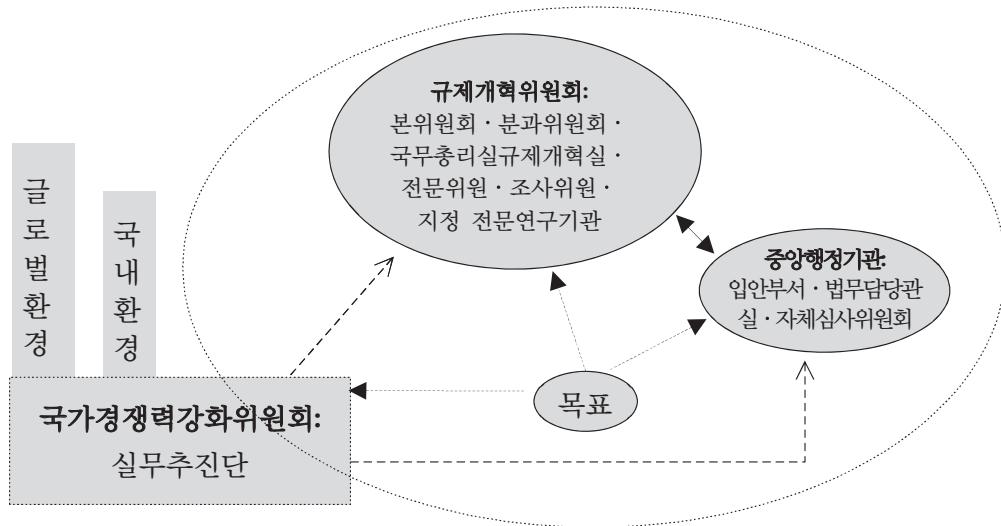 규제개혁위원회:
본위원회 · 분과위원회 ·
국무총리실규제개혁실 ·
전문위원 · 조사위원 ·
지정 전문연구기관
글로벌환경
국내환경
중앙행정기관:
입안부서 · 법무담당관
실 · 자체심사위원회
목표
국가경쟁력강화위원회:
실무추진단